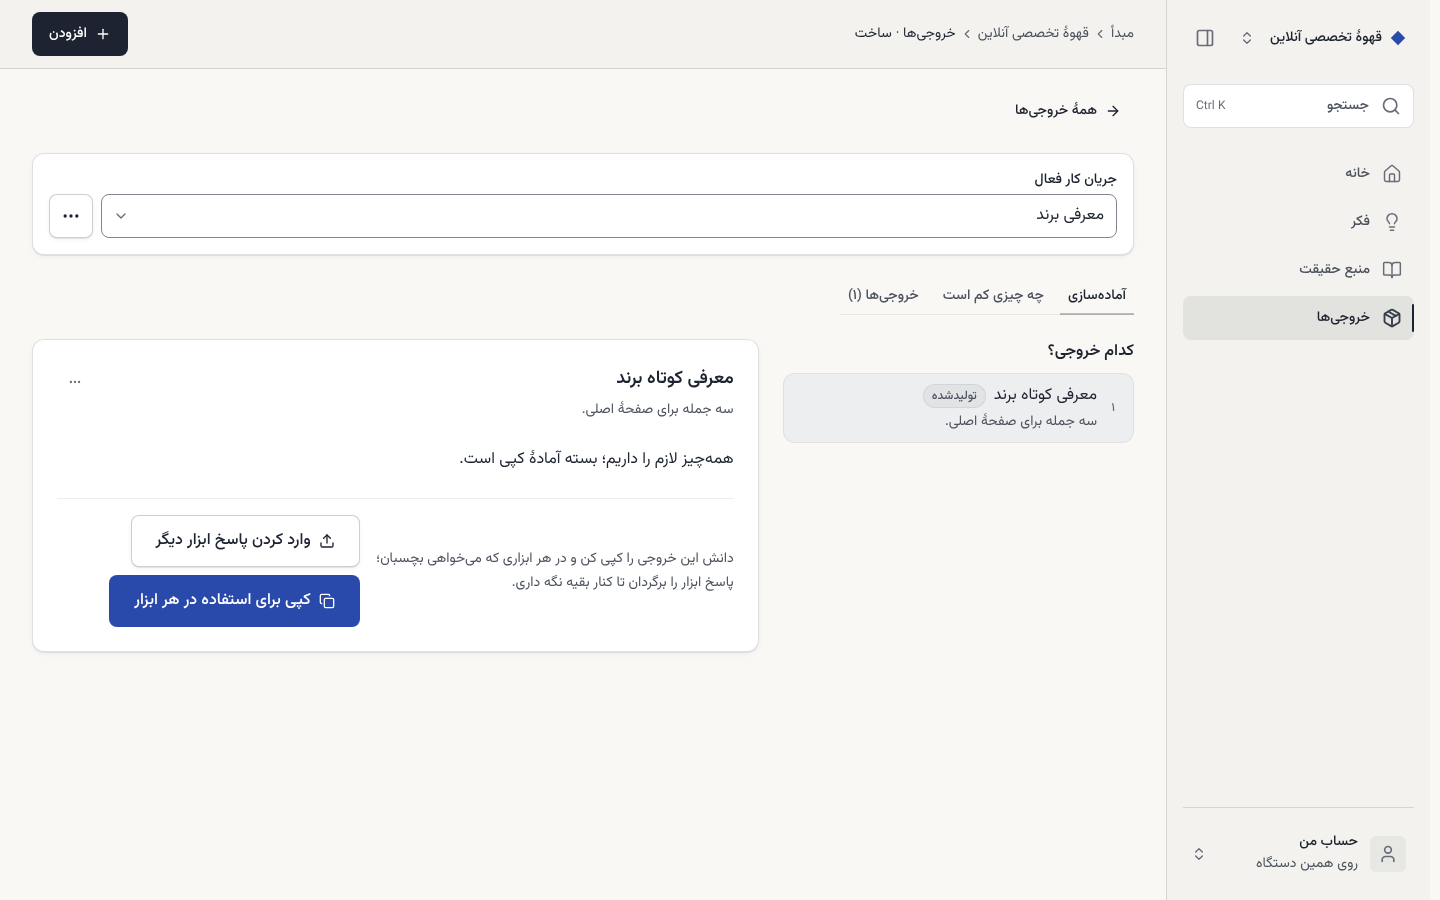 قهوهٔ تخصصی آنلاین
جستجو
Ctrl K
خانه
فکر
منبع حقیقت
خروجی‌ها
حساب من
روی همین دستگاه
مبدأ › قهوهٔ تخصصی آنلاین › خروجی‌ها · ساخت
افزودن
همهٔ خروجی‌ها
جریان کار فعال
معرفی برند
آماده‌سازی
چه چیزی کم است
خروجی‌ها (۱)
کدام خروجی؟
۱
معرفی کوتاه برند
تولیدشده
سه جمله برای صفحهٔ اصلی.
معرفی کوتاه برند
سه جمله برای صفحهٔ اصلی.
همه‌چیز لازم را داریم؛ بسته آمادهٔ کپی است.
دانش این خروجی را کپی کن و در هر ابزاری که می‌خواهی بچسبان؛
پاسخ ابزار را برگردان تا کنار بقیه نگه داری.
وارد کردن پاسخ ابزار دیگر
کپی برای استفاده در هر ابزار